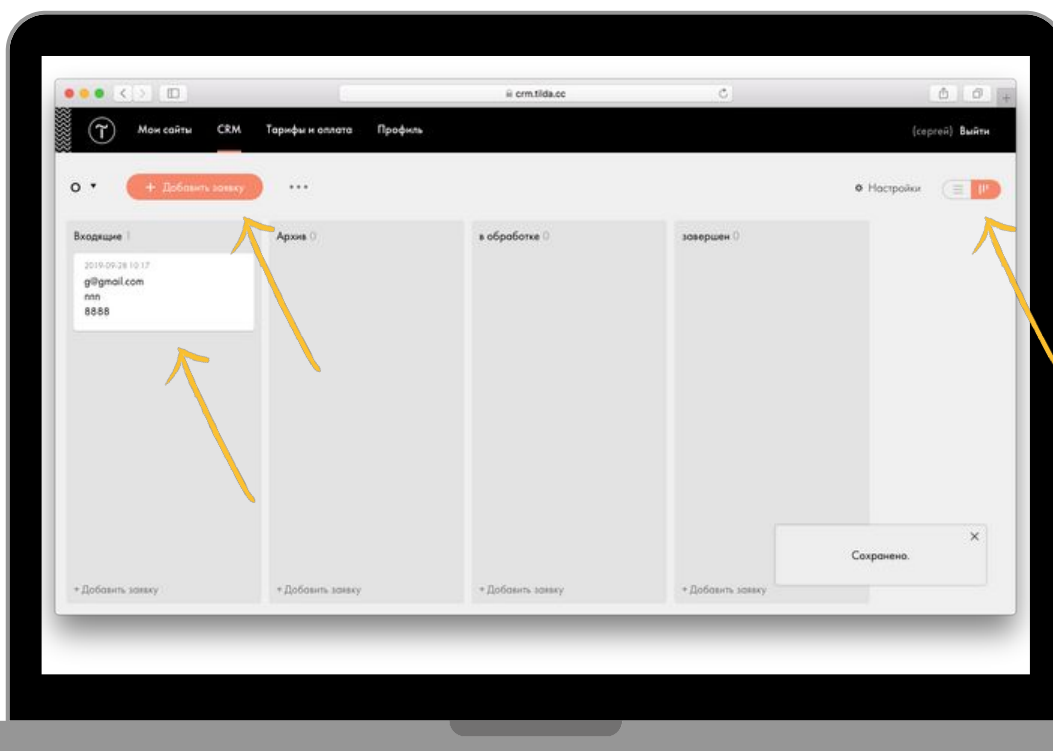 crm.tilda.cc
Мои сайты CRM Тарифы и оплата Профиль (сергей) Выйти
+ Добавить заявку ... Настройки
Входящие 1 Архив 0 в обработке 0 завершен 0
2019-09-28 10:17
g@gmail.com
nnn
8888
Сохранено.
+ Добавить заявку + Добавить заявку + Добавить заявку + Добавить заявку